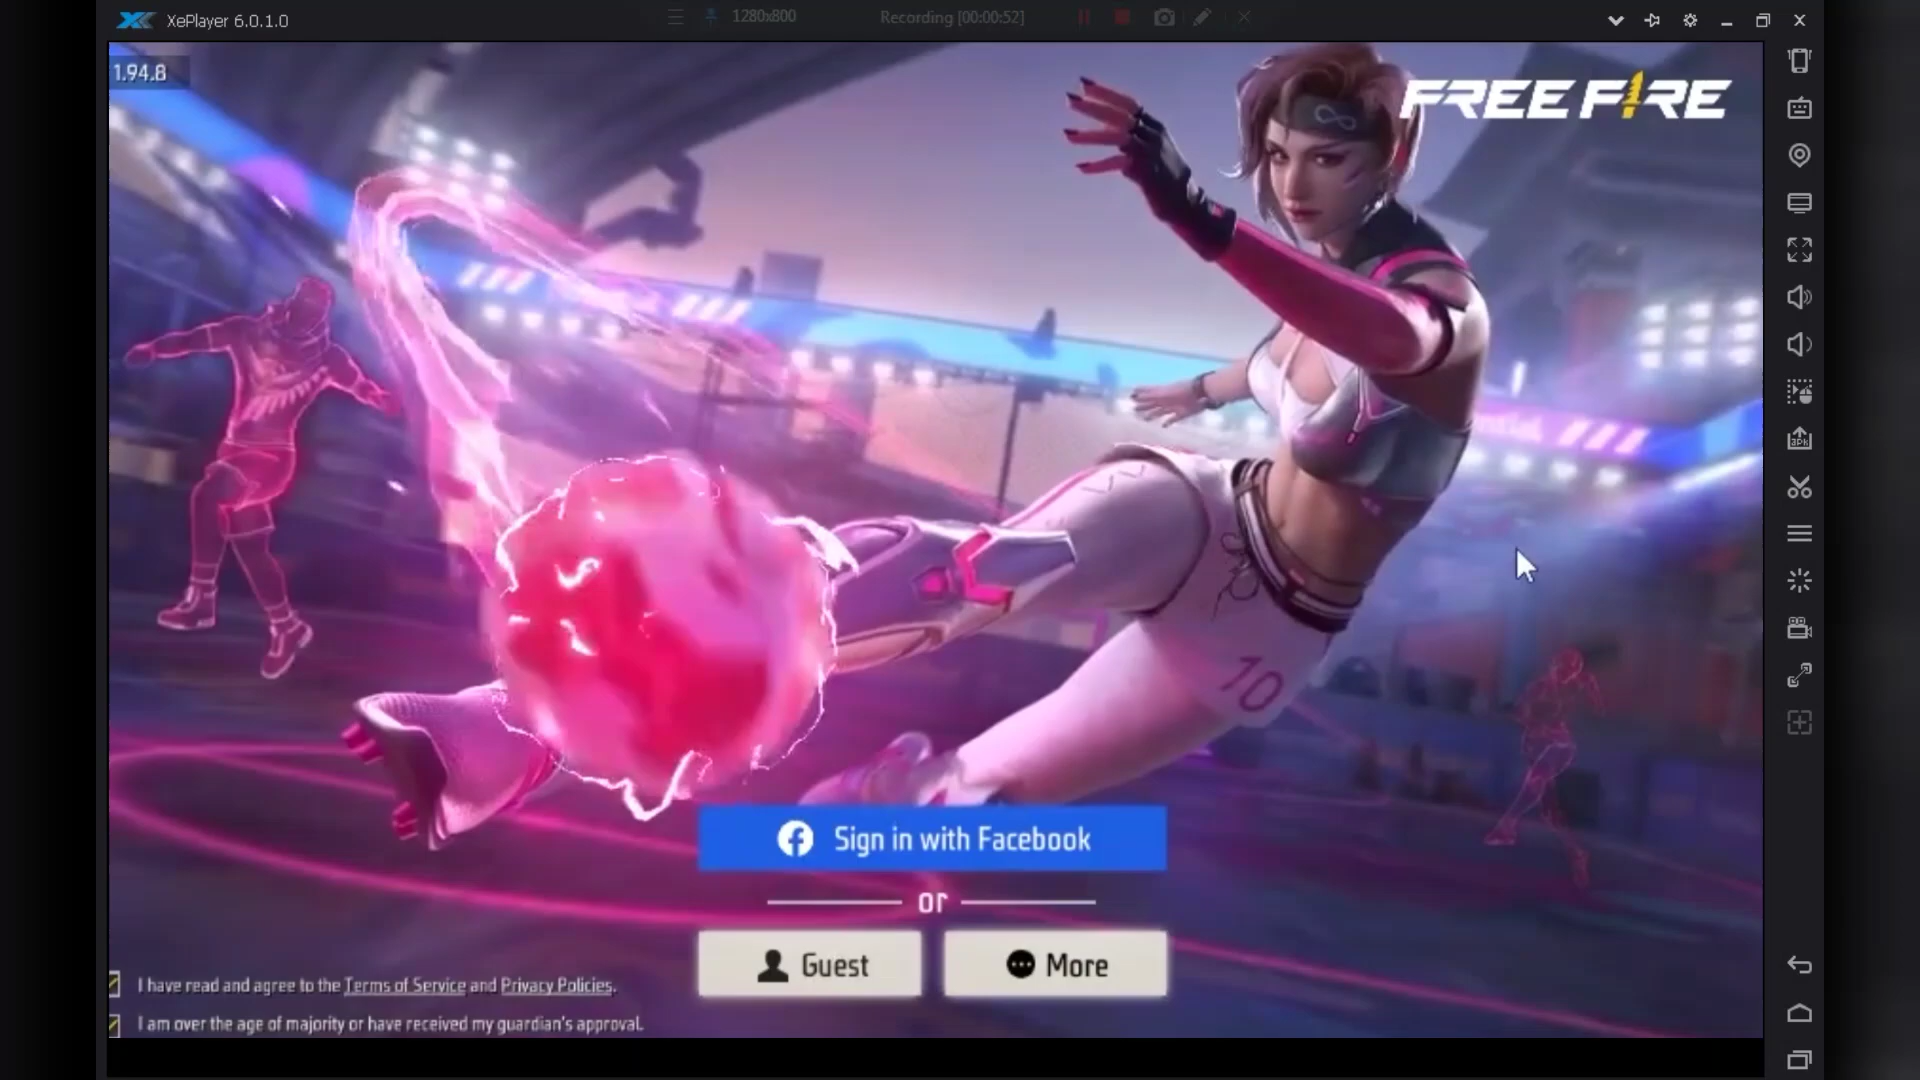 XePlayer 6.0.1.0
1280x800
Recording [00:00:52]
1.94.8
FREE FIRE
10
Sign in with Facebook
or
Guest
More
I have read and agree to the Terms of Service and Privacy Policies.
I am over the age of majority or have received my guardian's approval.